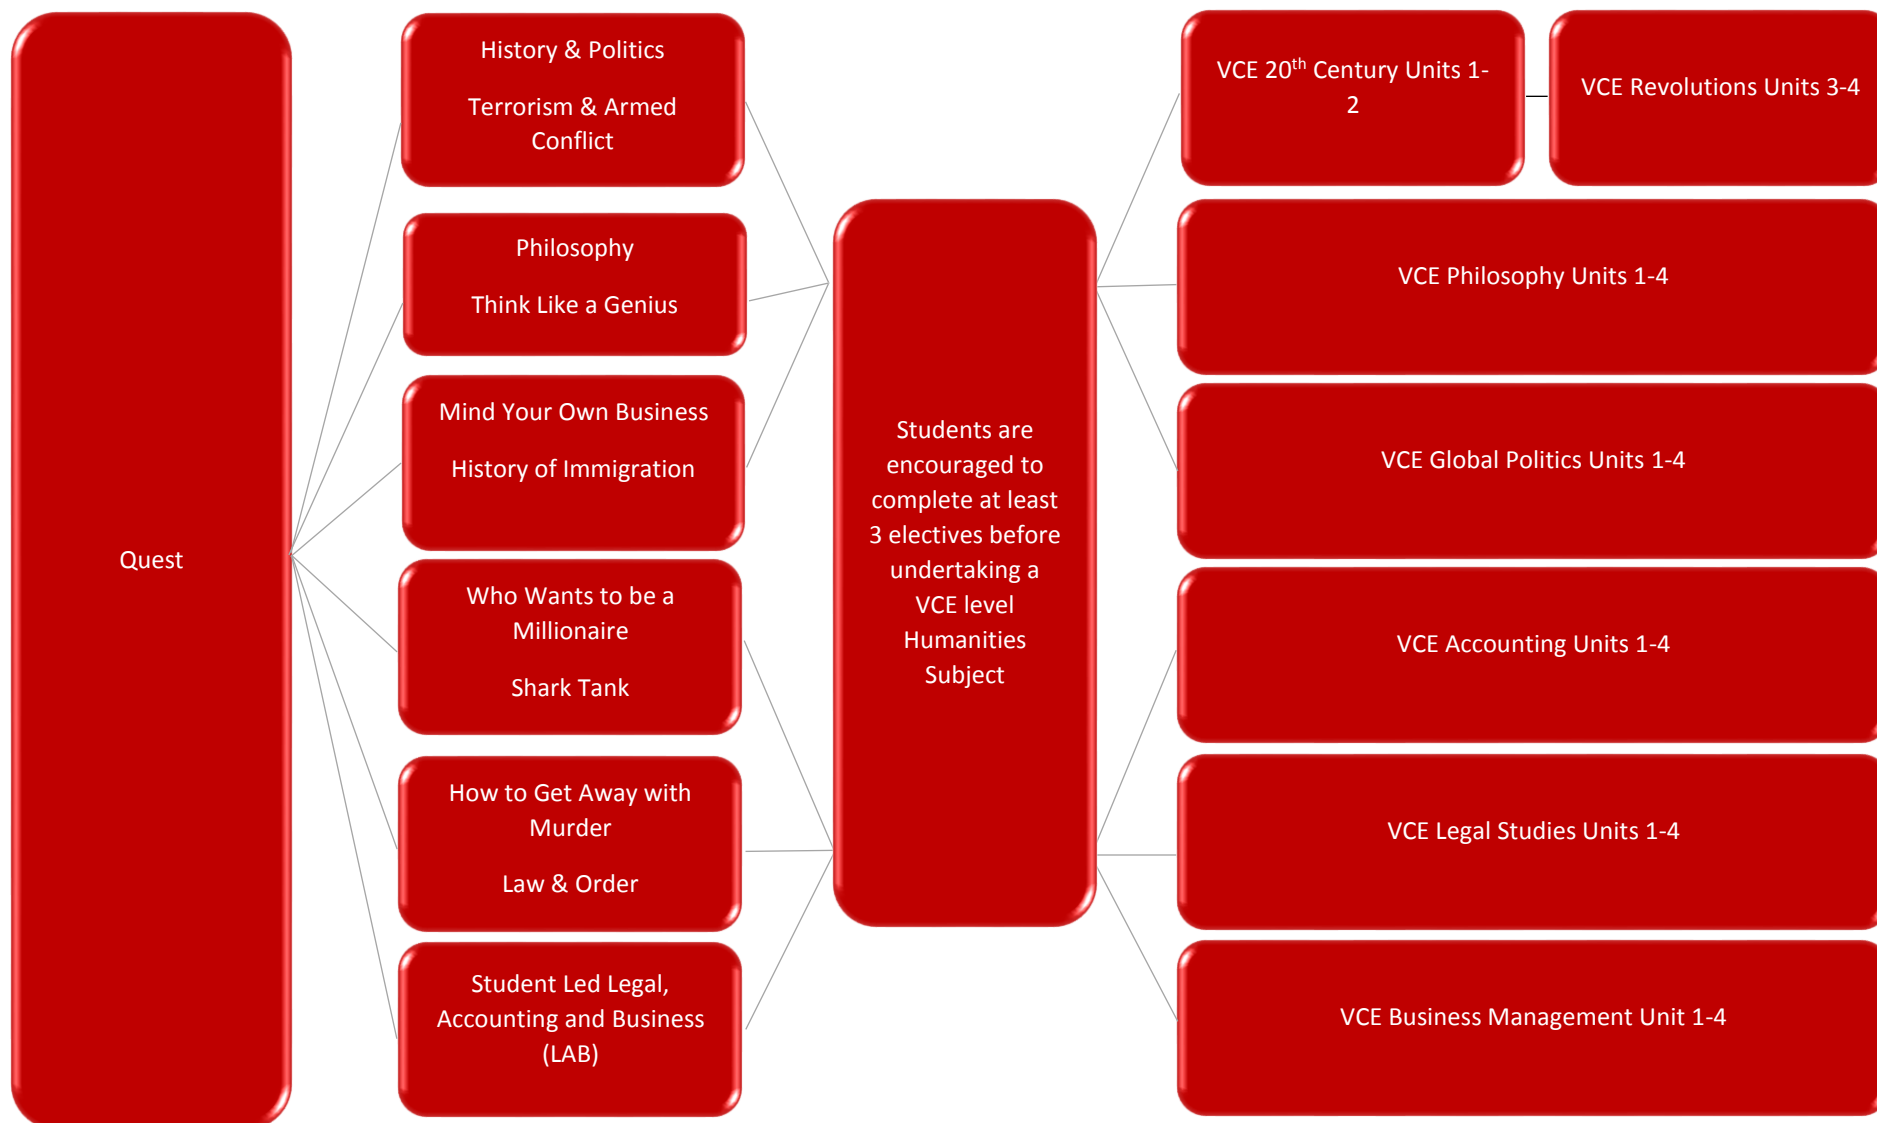 Quest
History & Politics
Terrorism & Armed
Conflict
Philosophy
Think Like a Genius
Mind Your Own Business
History of Immigration
Who Wants to be a
Millionaire
Shark Tank
How to Get Away with
Murder
Law & Order
Student Led Legal,
Accounting and Business
(LAB)
Students are
encouraged to
complete at least
3 electives before
undertaking a
VCE level
Humanities
Subject
VCE 20th Century Units 1-
2
VCE Revolutions Units 3-4
VCE Philosophy Units 1-4
VCE Global Politics Units 1-4
VCE Accounting Units 1-4
VCE Legal Studies Units 1-4
VCE Business Management Unit 1-4